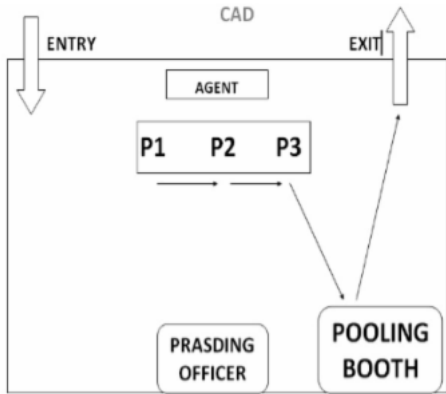 CAD
ENTRY
EXIT
AGENT
P1 P2 P3
PRASDING
OFFICER
POOLING
BOOTH